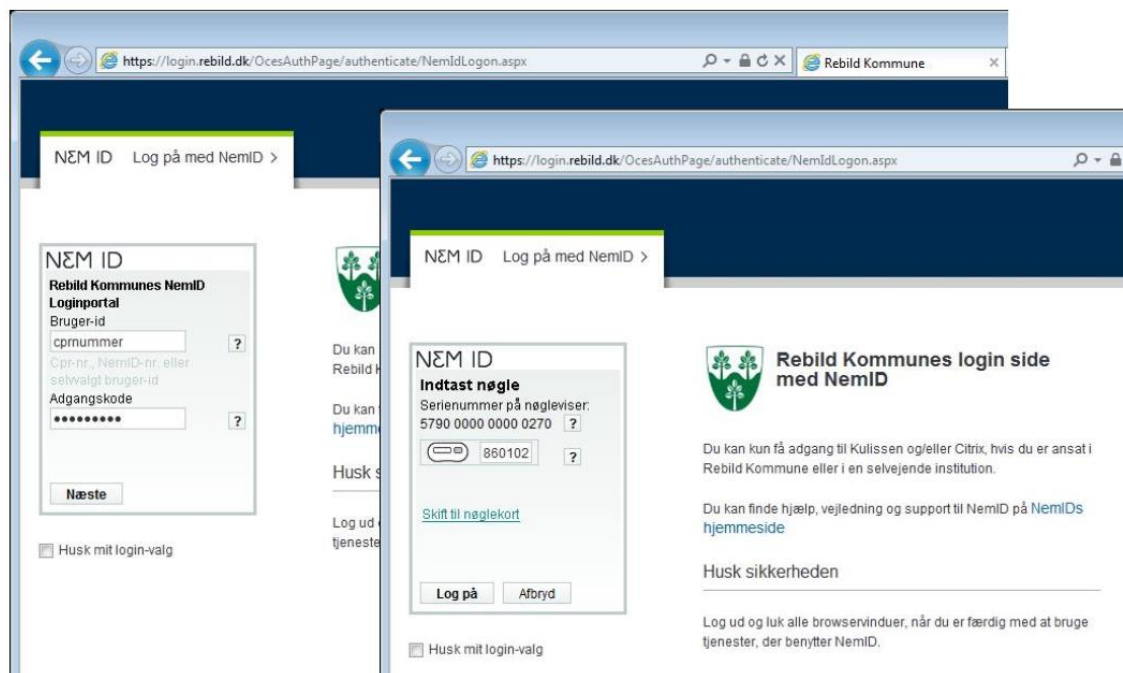 https://login.rebild.dk/OcesAuthPage/authenticate/NemIdLogon.aspx
Rebild Kommune
NEM ID Log på med NemID >
NEM ID
Rebild Kommunes NemID
Loginportal
Bruger-id
cprnummer
?
Cpr-nr., NemID-nr. eller
selvvalgt bruger-id
Adgangskode
•••••••••
?
Næste
Husk mit login-valg
Du kan
Rebild
Du kan
hjemm
Husk s
Log ud
tjeneste
https://login.rebild.dk/OcesAuthPage/authenticate/NemIdLogon.aspx
NEM ID Log på med NemID >
NEM ID
Indtast nøgle
Serienummer på nøgleviser:
5790 0000 0000 0270 ?
860102 ?
Skift til nøglekort
Log på Afbryd
Husk mit login-valg
Rebild Kommunes login side
med NemID
Du kan kun få adgang til Kulissen og/eller Citrix, hvis du er ansat i
Rebild Kommune eller i en selvejende institution.
Du kan finde hjælp, vejledning og support til NemID på NemIDs
hjemmeside
Husk sikkerheden
Log ud og luk alle browservinduer, når du er færdig med at bruge
tjenester, der benytter NemID.